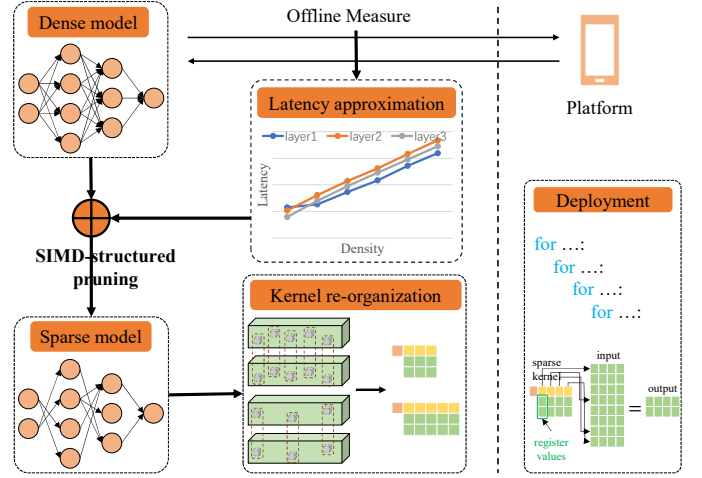 Dense model
Offline Measure
Platform
Latency approximation
layer1
layer2
layer3
Latency
Density
SIMD-structured
pruning
Sparse model
Kernel re-organization
Deployment
for …:
for …:
for …:
for …:
sparse
kernel
input
output
=
register
values